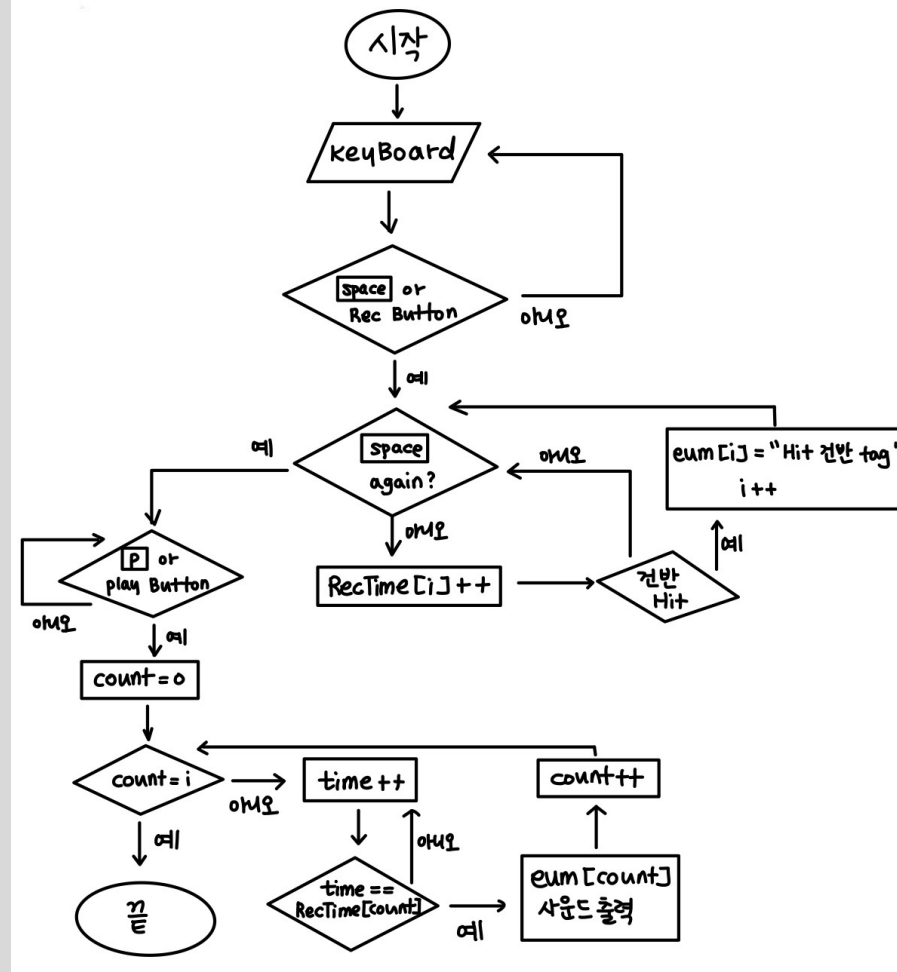 시작
KeyBoard
space or
Rec Button
아니오
예
space
again?
예
아니오
아니오
eum[i] = "Hit 건반 tag"
i++
예
RecTime[i]++
건반
Hit
P or
play Button
아니오
예
count = 0
count = i
아니오
예
time ++
count++
time ==
RecTime[count]
아니오
예
eum[count]
사운드 출력
끝